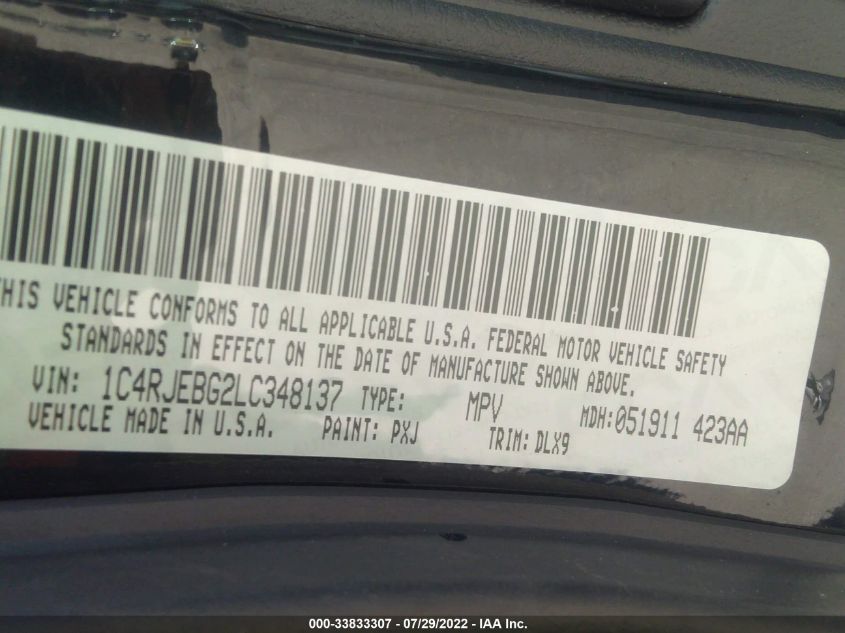 THIS VEHICLE CONFORMS TO ALL APPLICABLE U.S.A. FEDERAL MOTOR VEHICLE SAFETY
STANDARDS IN EFFECT ON THE DATE OF MANUFACTURE SHOWN ABOVE.
VIN: 1C4RJEBG2LC348137 TYPE: MPV MDH:051911 423AA
VEHICLE MADE IN U.S.A. PAINT: PXJ TRIM: DLX9
000-33833307 - 07/29/2022 - IAA Inc.